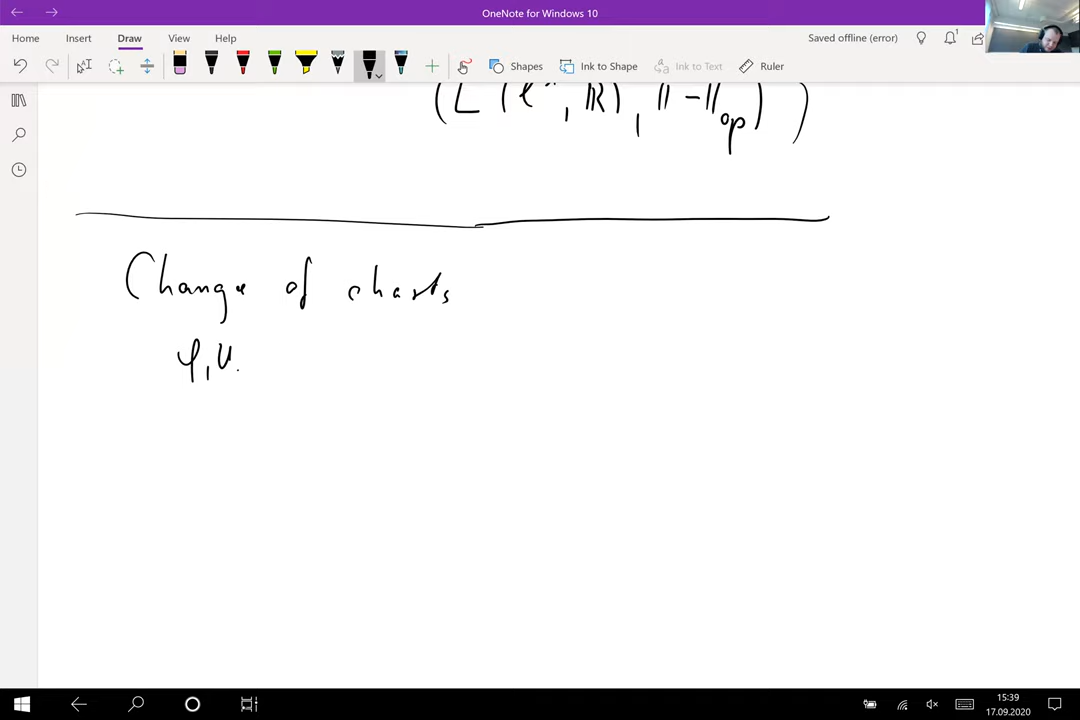 OneNote for Windows 10
Home Insert Draw View Help Saved offline (error) 1
Shapes Ink to Shape Ink to Text Ruler
, ℝ), ‖-‖op))
Change of charts
φ, U
15:39
17.09.2020